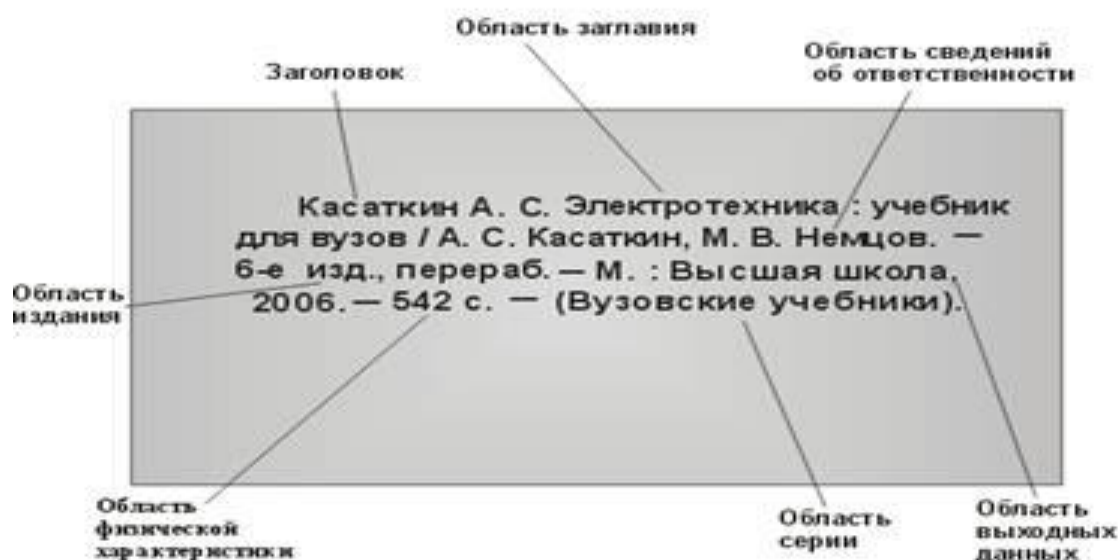 Область заглавия
Заголовок
Область сведений
об ответственности
Касаткин А. С. Электротехника : учебник
для вузов / А. С. Касаткин, М. В. Немцов. —
6-е изд., перераб. — М. : Высшая школа,
2006. — 542 с. — (Вузовские учебники).
Область
издания
Область
физической
характеристики
Область
серии
Область
выходных
данных